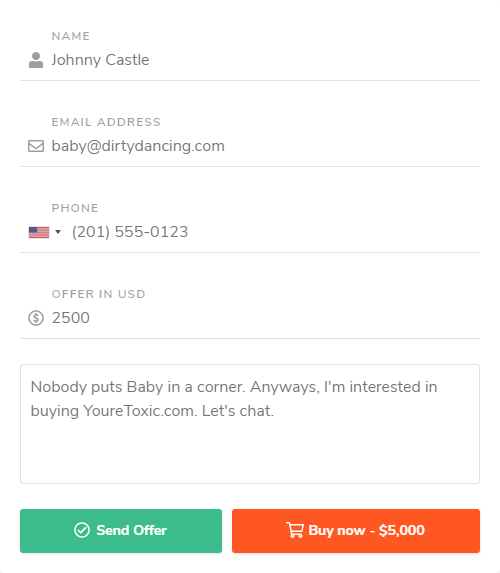 NAME
Johnny Castle
EMAIL ADDRESS
baby@dirtydancing.com
PHONE
(201) 555-0123
OFFER IN USD
2500
Nobody puts Baby in a corner. Anyways, I'm interested in
buying YoureToxic.com. Let's chat.
Send Offer
Buy now - $5,000